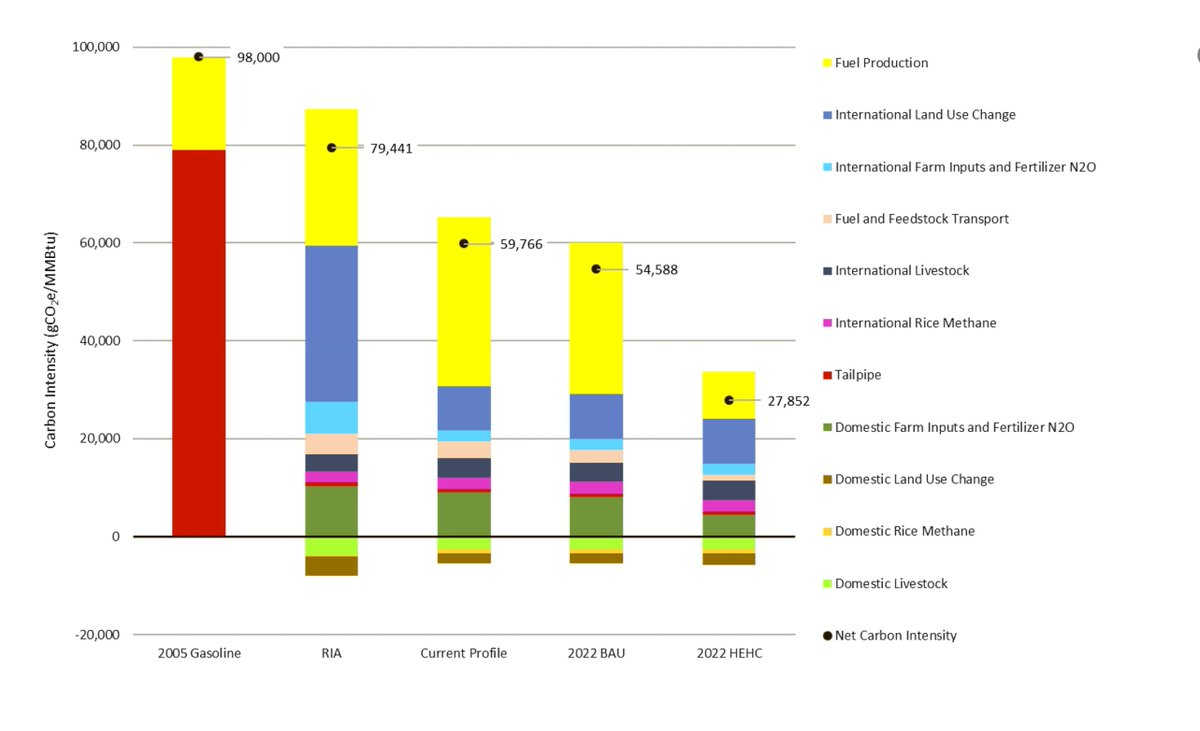 Carbon Intensity (gCO₂e/MMBtu)
100,000
80,000
60,000
40,000
20,000
0
-20,000
98,000
79,441
59,766
54,588
27,852
2005 Gasoline
RIA
Current Profile
2022 BAU
2022 HEHC
Fuel Production
International Land Use Change
International Farm Inputs and Fertilizer N2O
Fuel and Feedstock Transport
International Livestock
International Rice Methane
Tailpipe
Domestic Farm Inputs and Fertilizer N2O
Domestic Land Use Change
Domestic Rice Methane
Domestic Livestock
Net Carbon Intensity